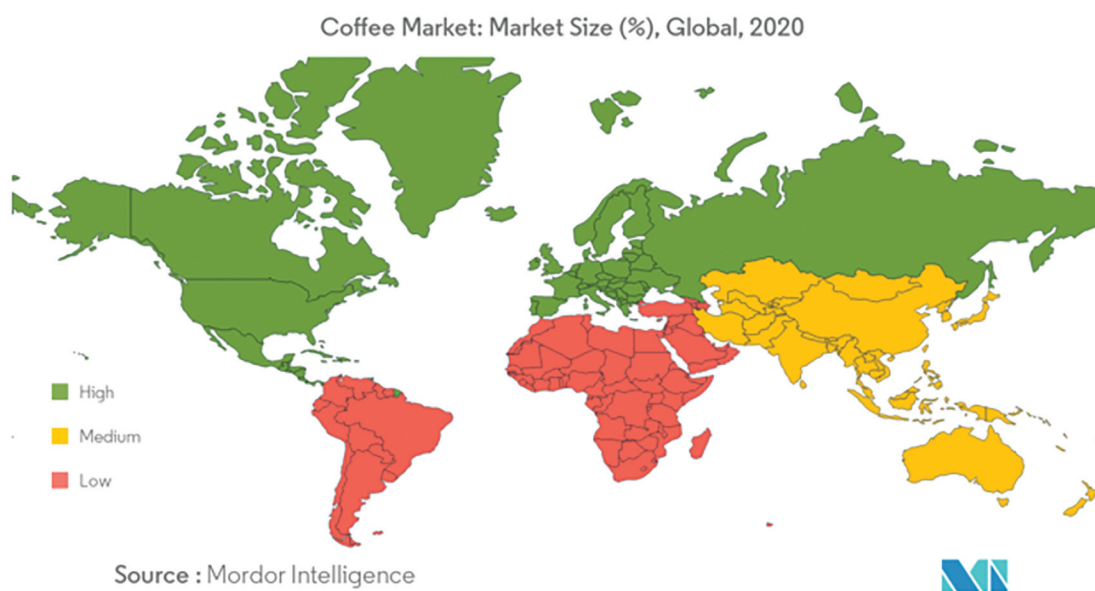 Coffee Market: Market Size (%), Global, 2020
High
Medium
Low
Source : Mordor Intelligence